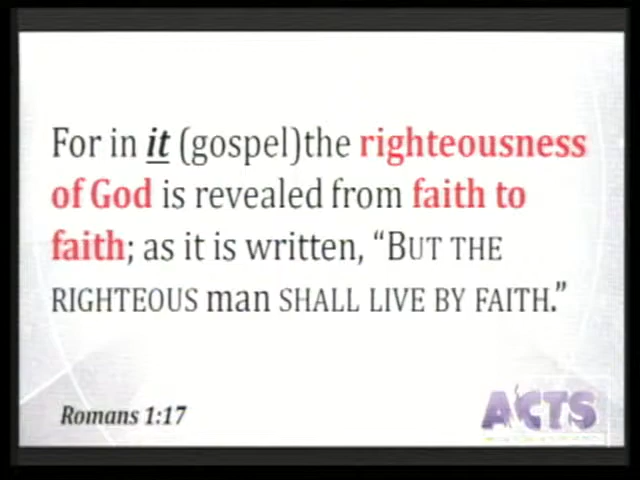 For in it (gospel)the righteousness
of God is revealed from faith to
faith; as it is written, “BUT THE
RIGHTEOUS man SHALL LIVE BY FAITH.”
Romans 1:17
ACTS